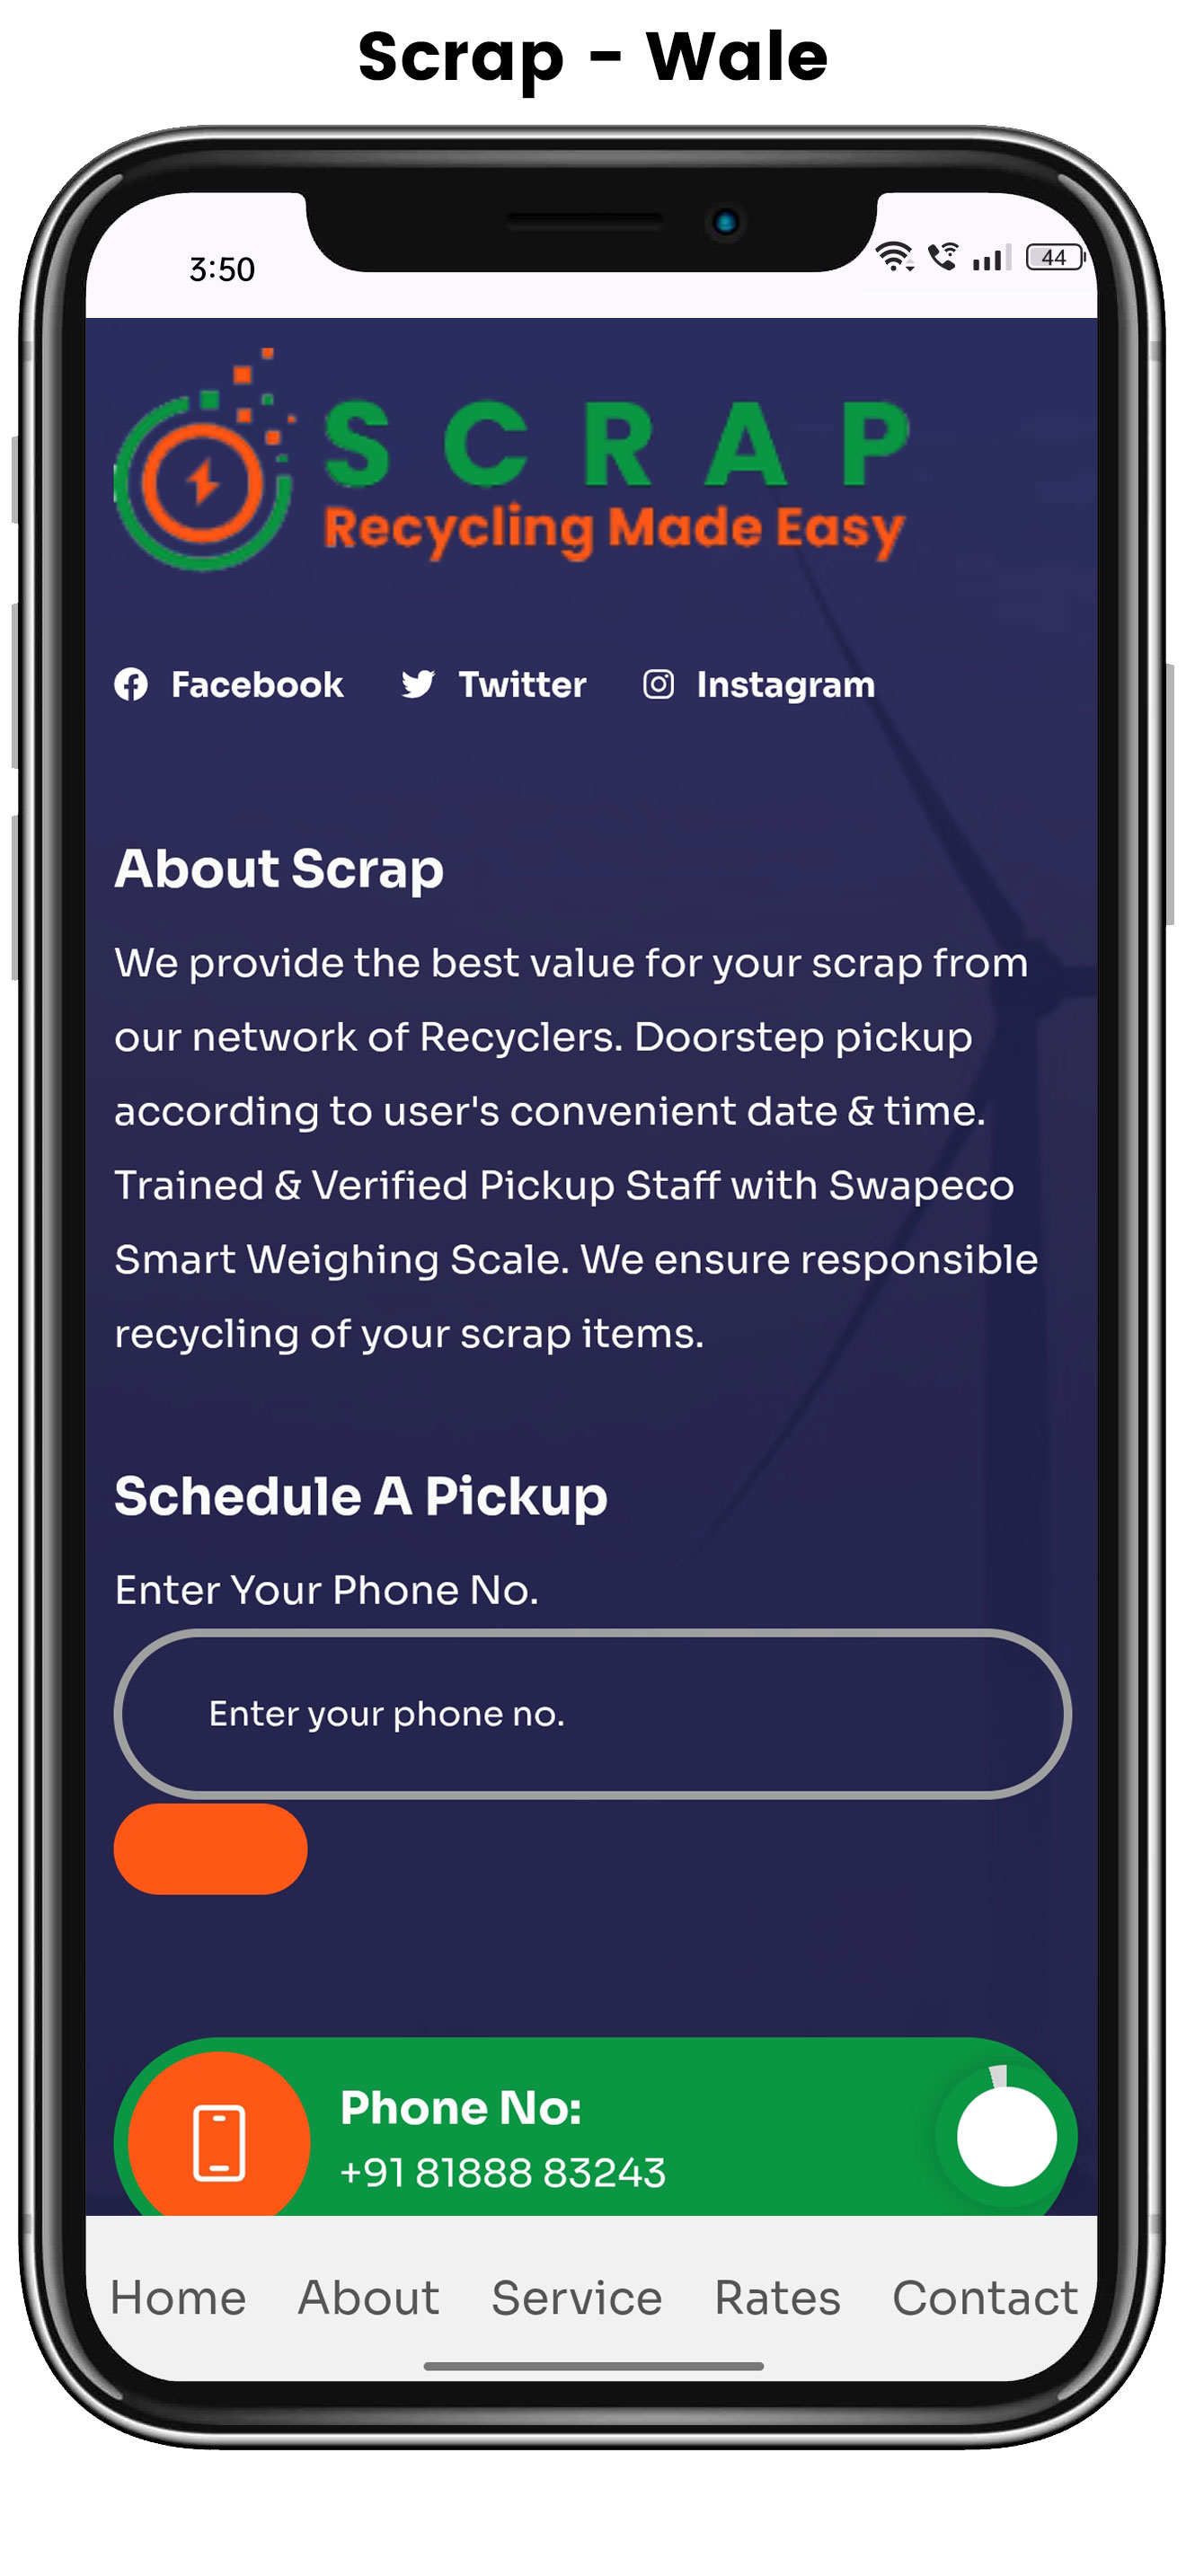 Scrap - Wale
3:50
44
SCRAP
Recycling Made Easy
Facebook Twitter Instagram
About Scrap
We provide the best value for your scrap from
our network of Recyclers. Doorstep pickup
according to user's convenient date & time.
Trained & Verified Pickup Staff with Swapeco
Smart Weighing Scale. We ensure responsible
recycling of your scrap items.
Schedule A Pickup
Enter Your Phone No.
Enter your phone no.
Phone No:
+91 81888 83243
Home About Service Rates Contact